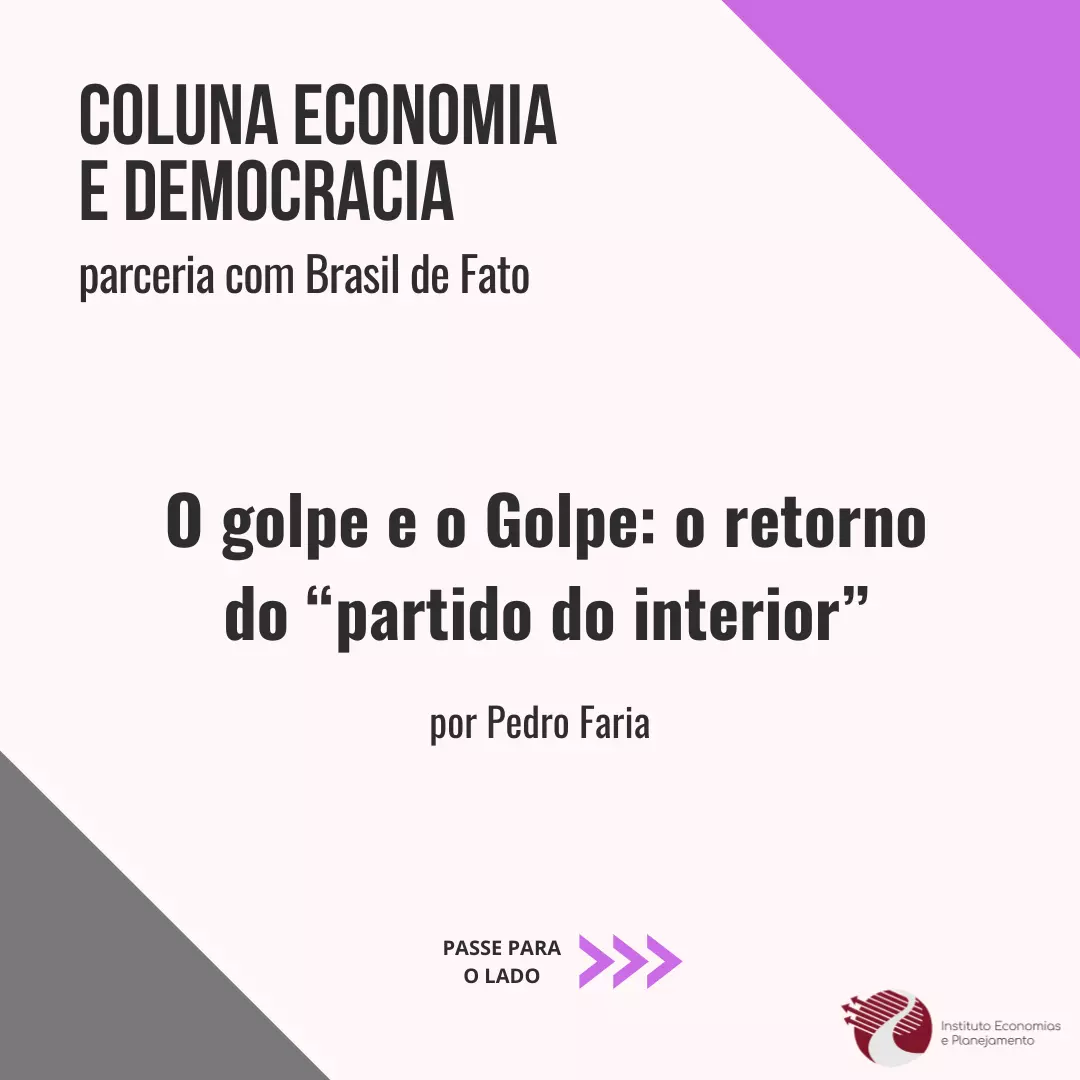 COLUNA ECONOMIA
E DEMOCRACIA
parceria com Brasil de Fato
O golpe e o Golpe: o retorno
do “partido do interior”
por Pedro Faria
PASSE PARA
O LADO
Instituto Economias
e Planejamento